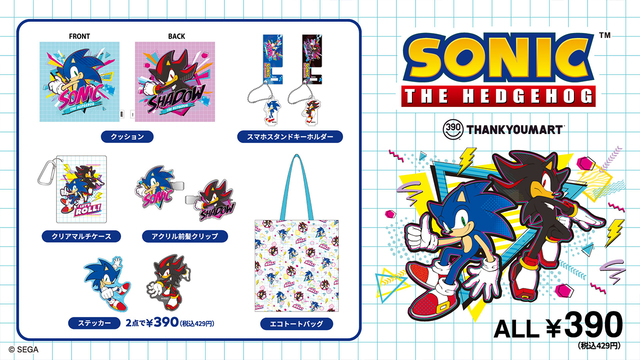 FRONT
BACK
SONIC
SHADOW
クッション
スマホスタンドキーホルダー
ROLL!
クリアマルチケース
SONIC
SHADOW
アクリル前髪クリップ
ステッカー
2点で¥390(税込429円)
エコトートバッグ
© SEGA
SONIC
THE HEDGEHOG
TM
390
THANKYOUMART
ALL ¥390
(税込429円)